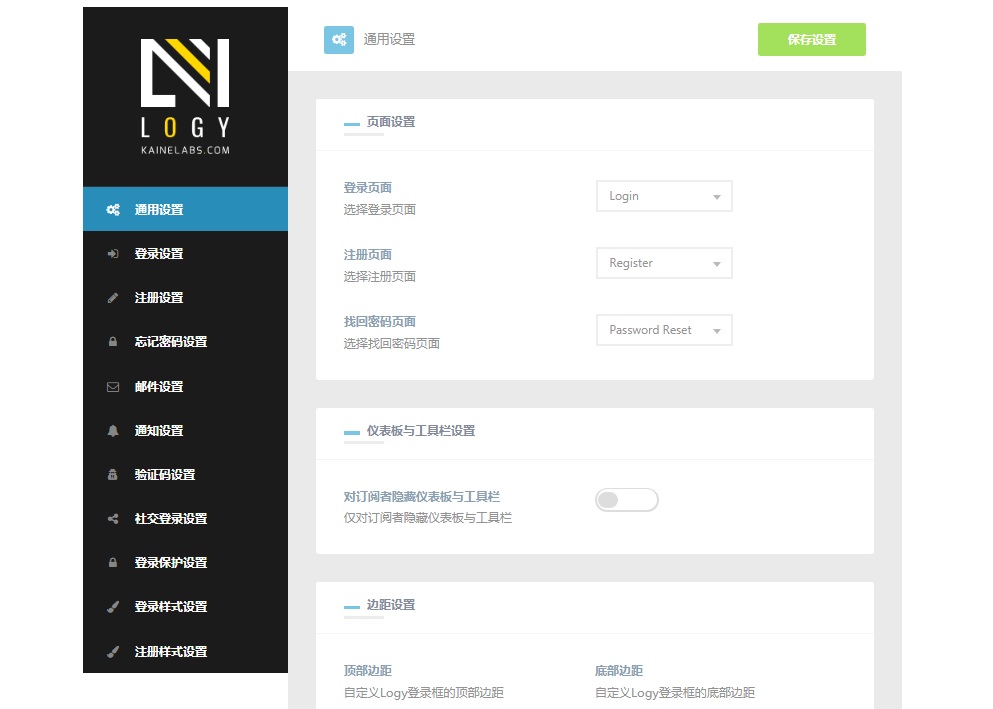 LOGY
KAINELABS.COM
通用设置
登录设置
注册设置
忘记密码设置
邮件设置
通知设置
验证码设置
社交登录设置
登录保护设置
登录样式设置
注册样式设置
通用设置
保存设置
页面设置
登录页面
选择登录页面
Login
注册页面
选择注册页面
Register
找回密码页面
选择找回密码页面
Password Reset
仪表板与工具栏设置
对订阅者隐藏仪表板与工具栏
仅对订阅者隐藏仪表板与工具栏
边距设置
顶部边距
自定义Logy登录框的顶部边距
底部边距
自定义Logy登录框的底部边距